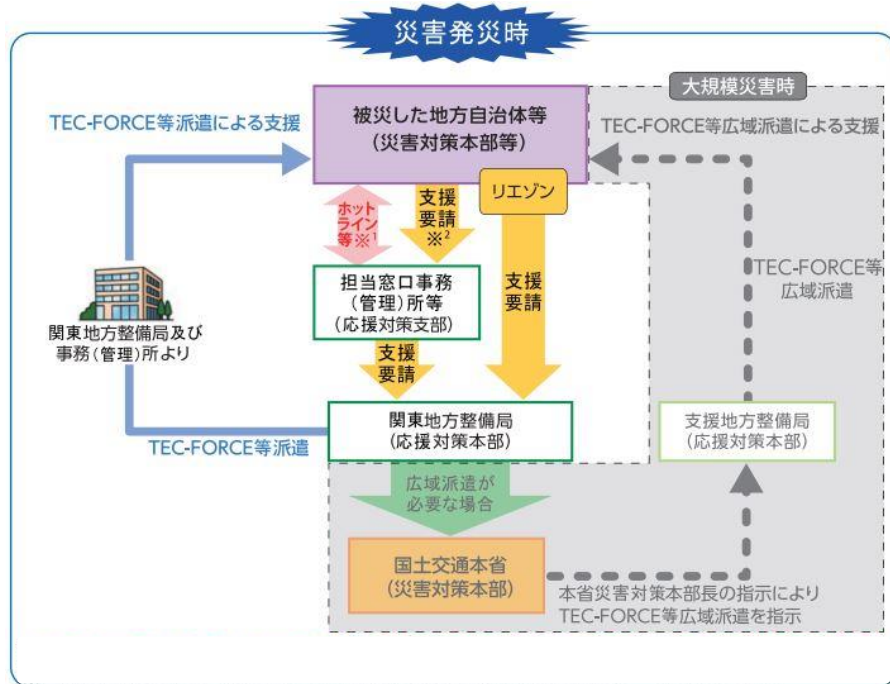 災害発災時
大規模災害時
TEC-FORCE等派遣による支援
被災した地方自治体等
(災害対策本部等)
TEC-FORCE等広域派遣による支援
リエゾン
ホット
ライン
等※1
支援
要請
※2
支援
要請
担当窓口事務
(管理)所等
(応援対策支部)
TEC-FORCE等
広域派遣
関東地方整備局及び
事務(管理)所より
支援
要請
TEC-FORCE等派遣
関東地方整備局
(応援対策本部)
支援地方整備局
(応援対策本部)
広域派遣が
必要な場合
国土交通本省
(災害対策本部)
本省災害対策本部長の指示により
TEC-FORCE等広域派遣を指示